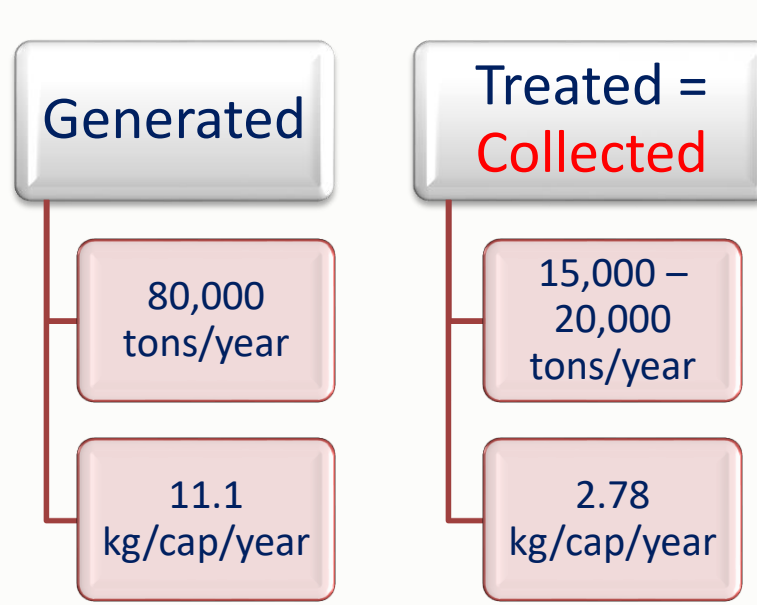 Generated
80,000
tons/year
11.1
kg/cap/year
Treated =
Collected
15,000 –
20,000
tons/year
2.78
kg/cap/year